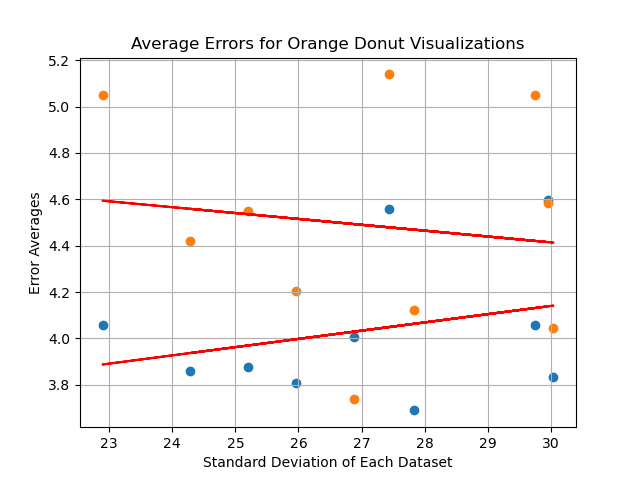 Average Errors for Orange Donut Visualizations
5.2
5.0
4.8
4.6
4.4
4.2
4.0
3.8
Error Averages
23 24 25 26 27 28 29 30
Standard Deviation of Each Dataset